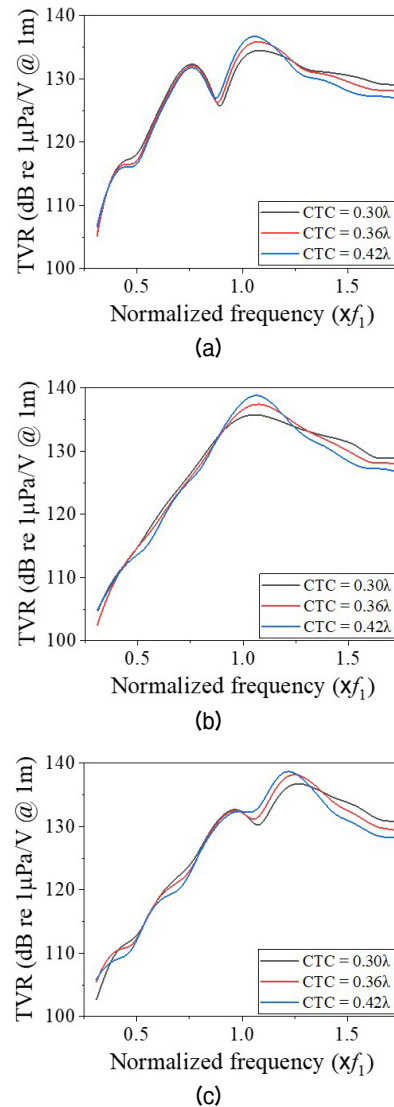 140
130
120
110
100
TVR (dB re 1µPa/V @ 1m)
CTC = 0.30λ
CTC = 0.36λ
CTC = 0.42λ
0.5 1.0 1.5
Normalized frequency (xf₁)
(a)
140
130
120
110
100
TVR (dB re 1µPa/V @ 1m)
CTC = 0.30λ
CTC = 0.36λ
CTC = 0.42λ
0.5 1.0 1.5
Normalized frequency (xf₁)
(b)
140
130
120
110
100
TVR (dB re 1µPa/V @ 1m)
CTC = 0.30λ
CTC = 0.36λ
CTC = 0.42λ
0.5 1.0 1.5
Normalized frequency (xf₁)
(c)